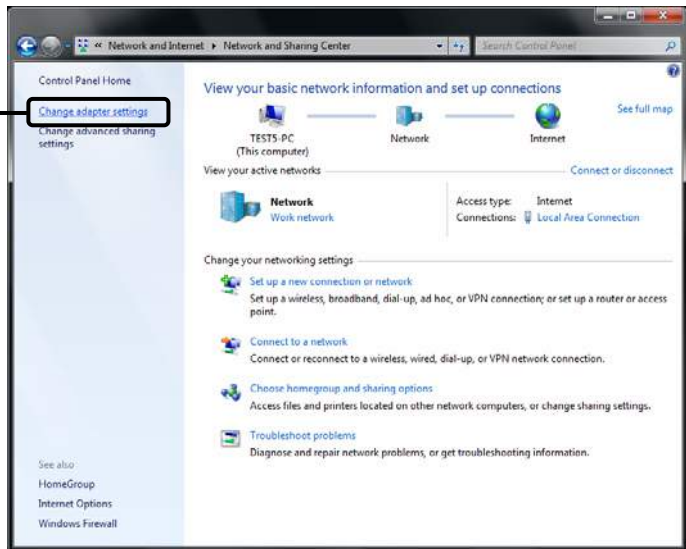 « Network and Internet ▸ Network and Sharing Center
Search Control Panel
Control Panel Home
Change adapter settings
Change advanced sharing
settings
See also
HomeGroup
Internet Options
Windows Firewall
View your basic network information and set up connections
See full map
TEST5-PC
(This computer)
Network
Internet
View your active networks
Connect or disconnect
Network
Work network
Access type: Internet
Connections: Local Area Connection
Change your networking settings
Set up a new connection or network
Set up a wireless, broadband, dial-up, ad hoc, or VPN connection; or set up a router or access
point.
Connect to a network
Connect or reconnect to a wireless, wired, dial-up, or VPN network connection.
Choose homegroup and sharing options
Access files and printers located on other network computers, or change sharing settings.
Troubleshoot problems
Diagnose and repair network problems, or get troubleshooting information.